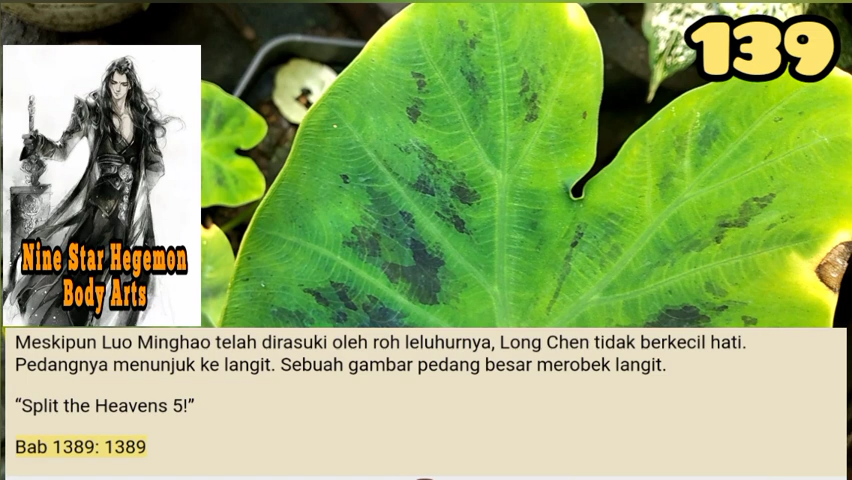 139
Nine Star Hegemon
Body Arts
Meskipun Luo Minghao telah dirasuki oleh roh leluhurnya, Long Chen tidak berkecil hati.
Pedangnya menunjuk ke langit. Sebuah gambar pedang besar merobek langit.
“Split the Heavens 5!”
Bab 1389: 1389